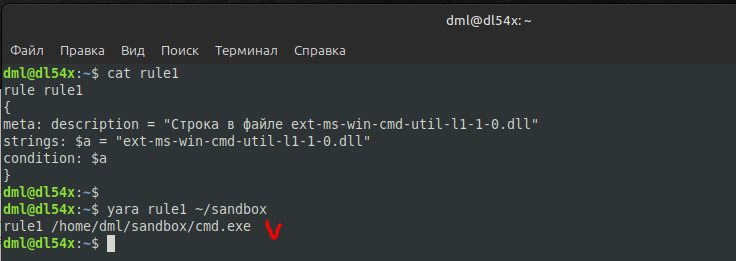 dml@dl54x: ~
Файл Правка Вид Поиск Терминал Справка
dml@dl54x:~$ cat rule1
rule rule1
{
meta: description = "Строка в файле ext-ms-win-cmd-util-l1-1-0.dll"
strings: $a = "ext-ms-win-cmd-util-l1-1-0.dll"
condition: $a
}
dml@dl54x:~$
dml@dl54x:~$ yara rule1 ~/sandbox
rule1 /home/dml/sandbox/cmd.exe
dml@dl54x:~$